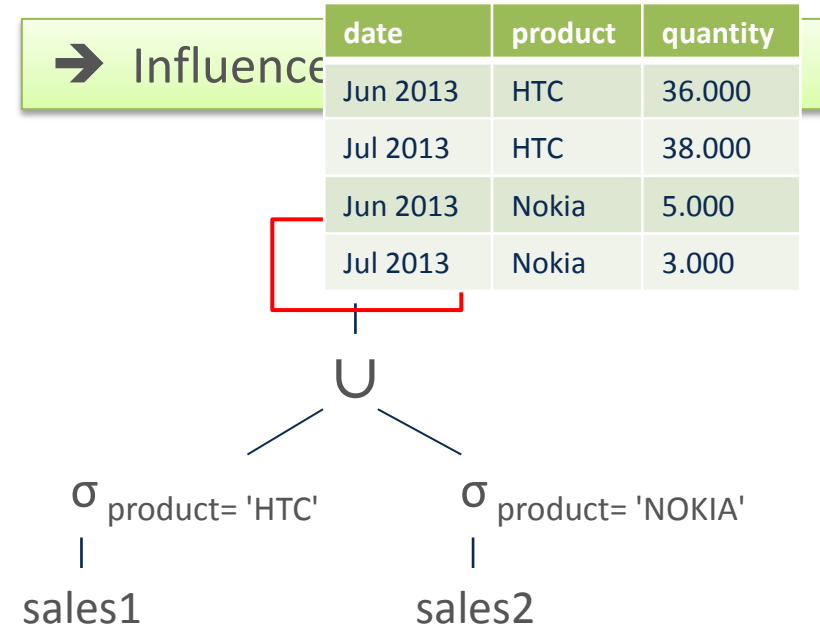 ➔ Influence
date product quantity
Jun 2013 HTC 36.000
Jul 2013 HTC 38.000
Jun 2013 Nokia 5.000
Jul 2013 Nokia 3.000
∪
σ product= 'HTC' σ product= 'NOKIA'
sales1 sales2